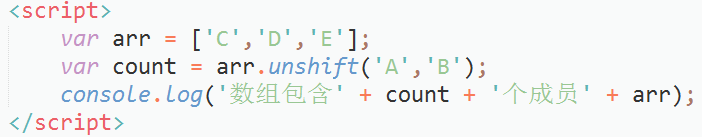 <script>
var arr = ['C','D','E'];
var count = arr.unshift('A','B');
console.log('数组包含' + count + '个成员' + arr);
</script>